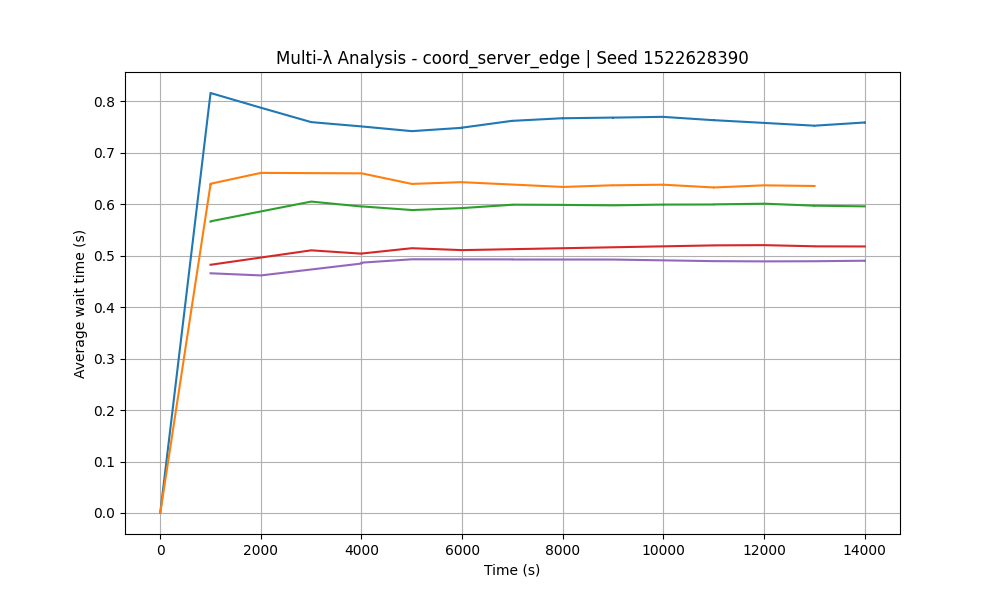 Multi-λ Analysis - coord_server_edge | Seed 1522628390
Average wait time (s)
0.8
0.7
0.6
0.5
0.4
0.3
0.2
0.1
0.0
0 2000 4000 6000 8000 10000 12000 14000
Time (s)